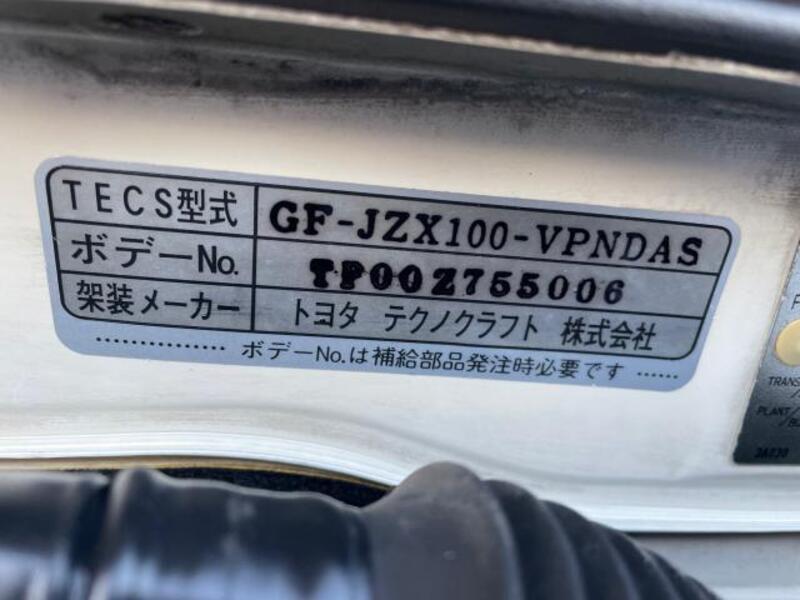 TECS型式 GF-JZX100-VPNDAS
ボデーNo. TP00Z755006
架装メーカー トヨタ テクノクラフト 株式会社
ボデーNo.は補給部品発注時必要です
TRANS
PLANT/